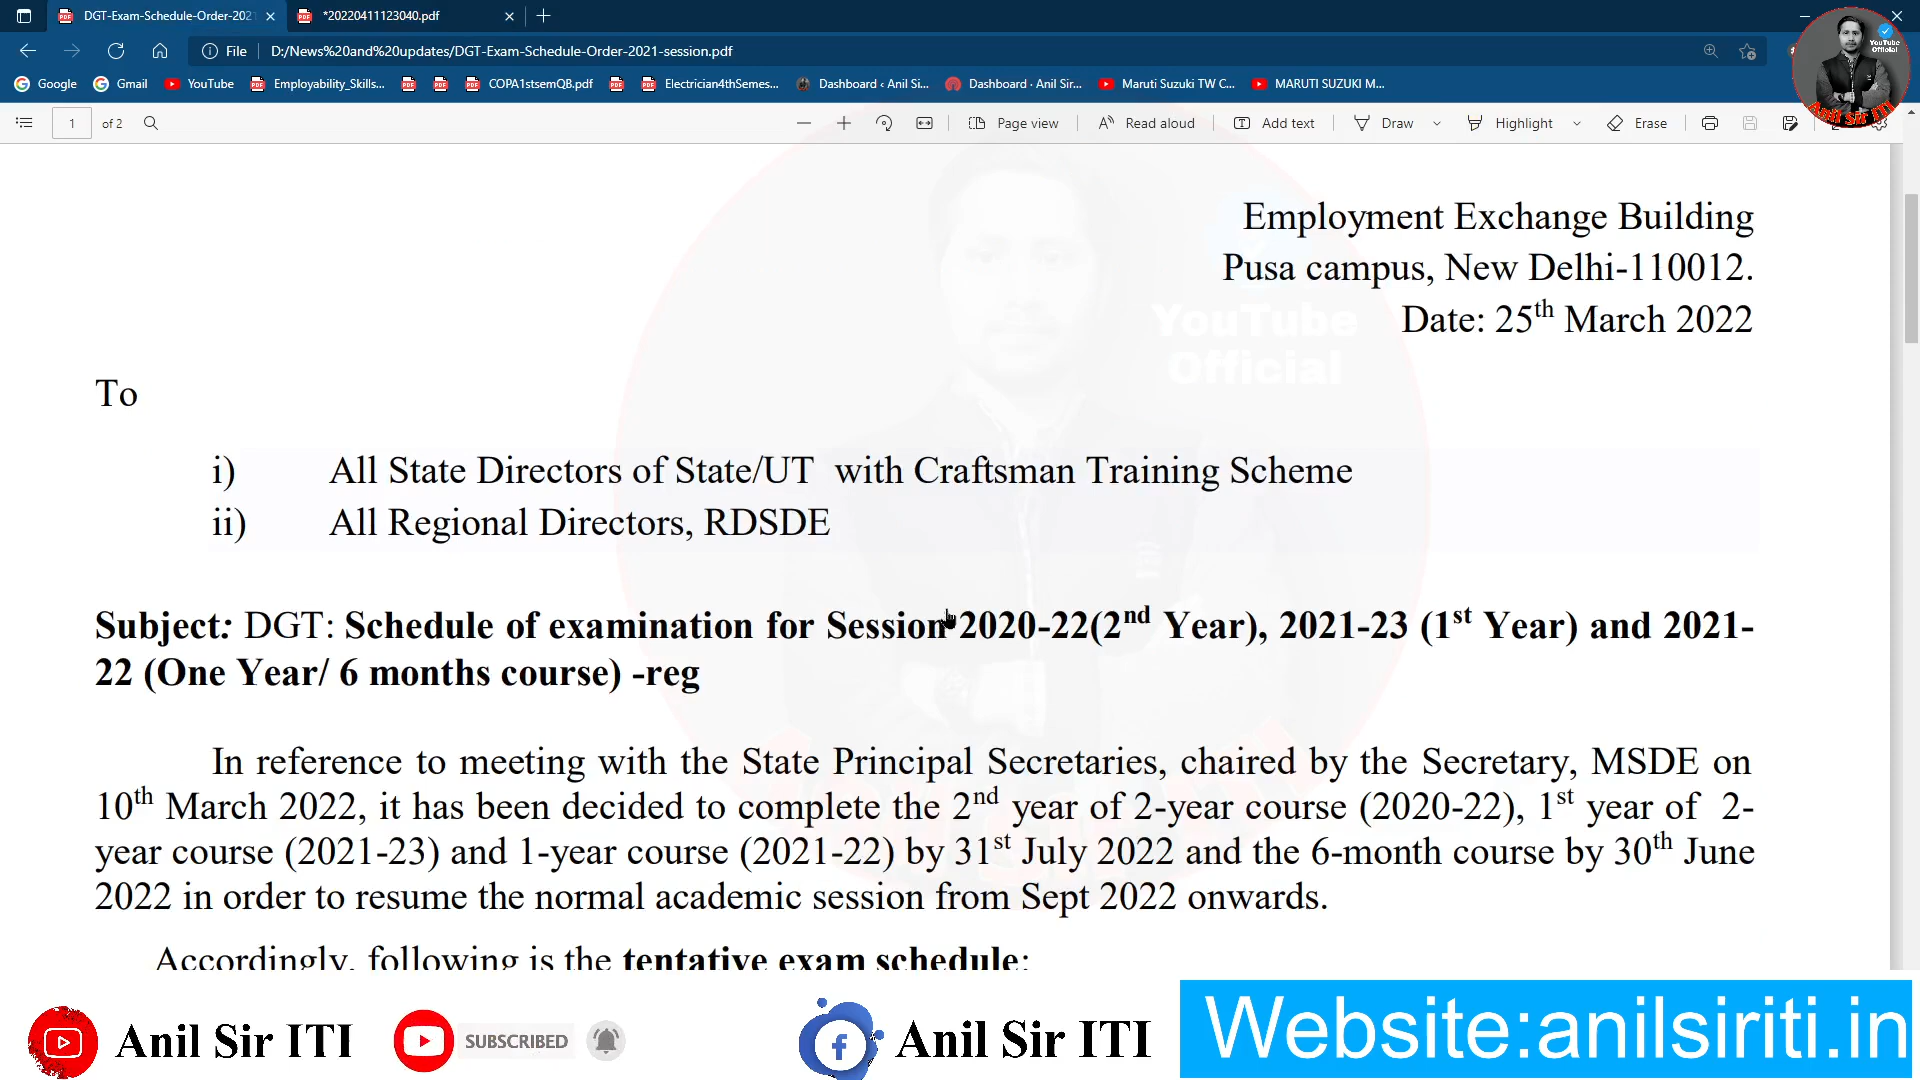 DGT-Exam-Schedule-Order-2021
*20220411123040.pdf
File
D:/News%20and%20updates/DGT-Exam-Schedule-Order-2021-session.pdf
Google
Gmail
YouTube
Employability_Skills...
COPA1stsemQB.pdf
Electrician4thSemes...
Dashboard ‹ Anil Si...
Dashboard · Anil Sir...
Maruti Suzuki TW C...
MARUTI SUZUKI M...
YouTube
Official
Anil Sir ITI
1 of 2
Page view
Read aloud
Add text
Draw
Highlight
Erase
Employment Exchange Building
Pusa campus, New Delhi-110012.
Date: 25th March 2022
YouTube
Official
To
i) All State Directors of State/UT with Craftsman Training Scheme
ii) All Regional Directors, RDSDE
Subject: DGT: Schedule of examination for Session 2020-22(2nd Year), 2021-23 (1st Year) and 2021-
22 (One Year/ 6 months course) -reg
In reference to meeting with the State Principal Secretaries, chaired by the Secretary, MSDE on
10th March 2022, it has been decided to complete the 2nd year of 2-year course (2020-22), 1st year of 2-
year course (2021-23) and 1-year course (2021-22) by 31st July 2022 and the 6-month course by 30th June
2022 in order to resume the normal academic session from Sept 2022 onwards.
Accordingly, following is the tentative exam schedule:
Anil Sir ITI
SUBSCRIBED
Anil Sir ITI
Website:anilsiriti.in